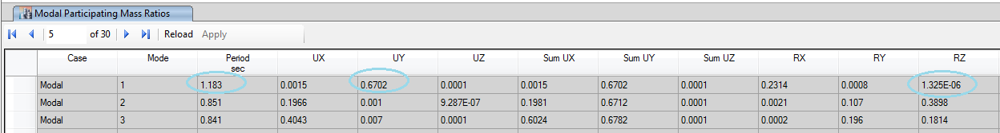 Modal Participating Mass Ratios
5 of 30 Reload Apply
Case Mode Period sec UX UY UZ Sum UX Sum UY Sum UZ RX RY RZ
Modal 1 1.183 0.0015 0.6702 0.0001 0.0015 0.6702 0.0001 0.2314 0.0008 1.325E-06
Modal 2 0.851 0.1966 0.001 9.287E-07 0.1981 0.6712 0.0001 0.0021 0.107 0.3898
Modal 3 0.841 0.4043 0.007 0.0001 0.6024 0.6782 0.0001 0.0002 0.196 0.1814